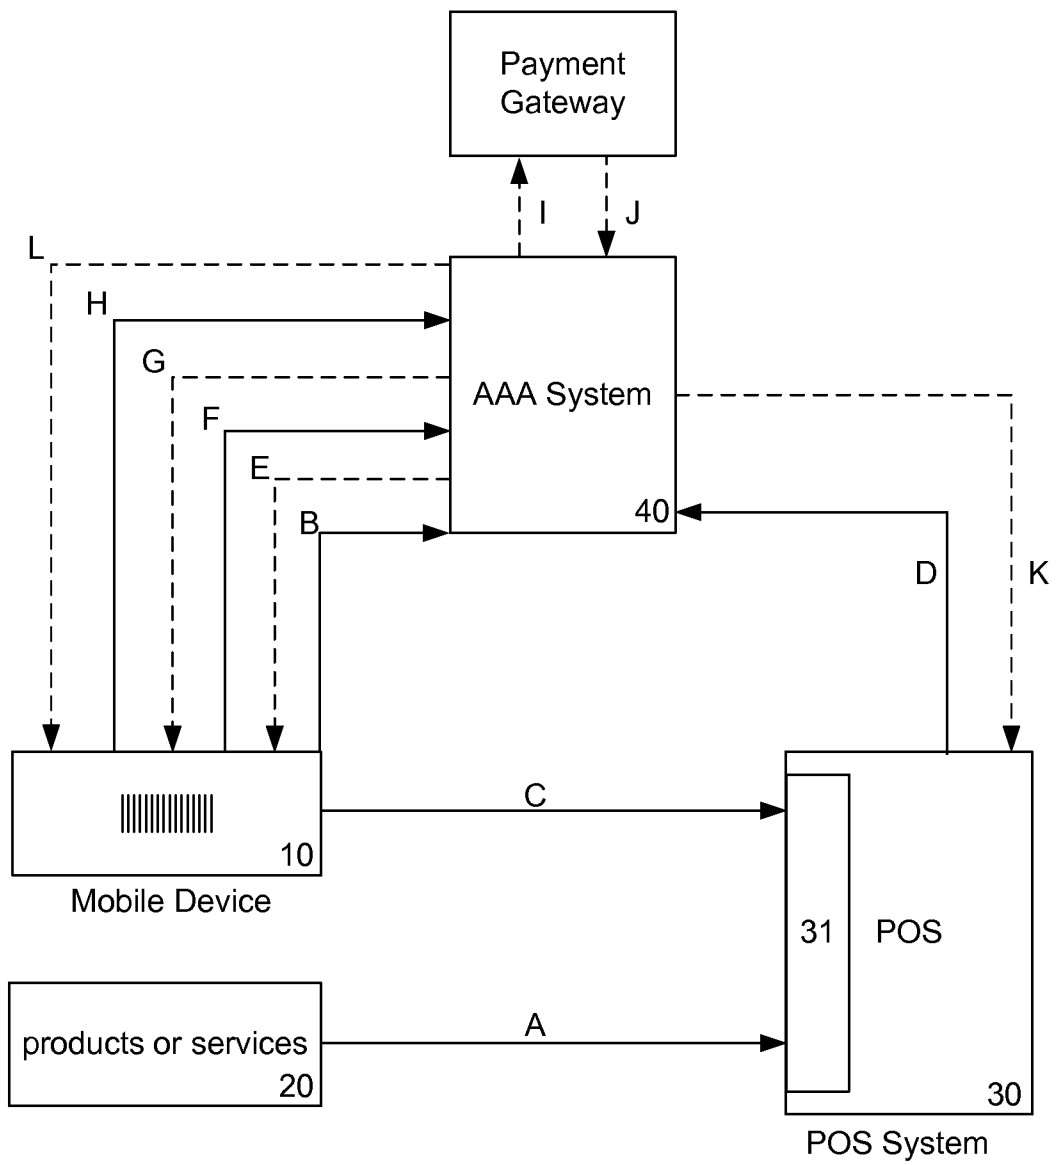 Payment
Gateway
I
J
L
H
G
F
E
B
AAA System
40
D
K
C
10
Mobile Device
31
POS
A
products or services
20
30
POS System